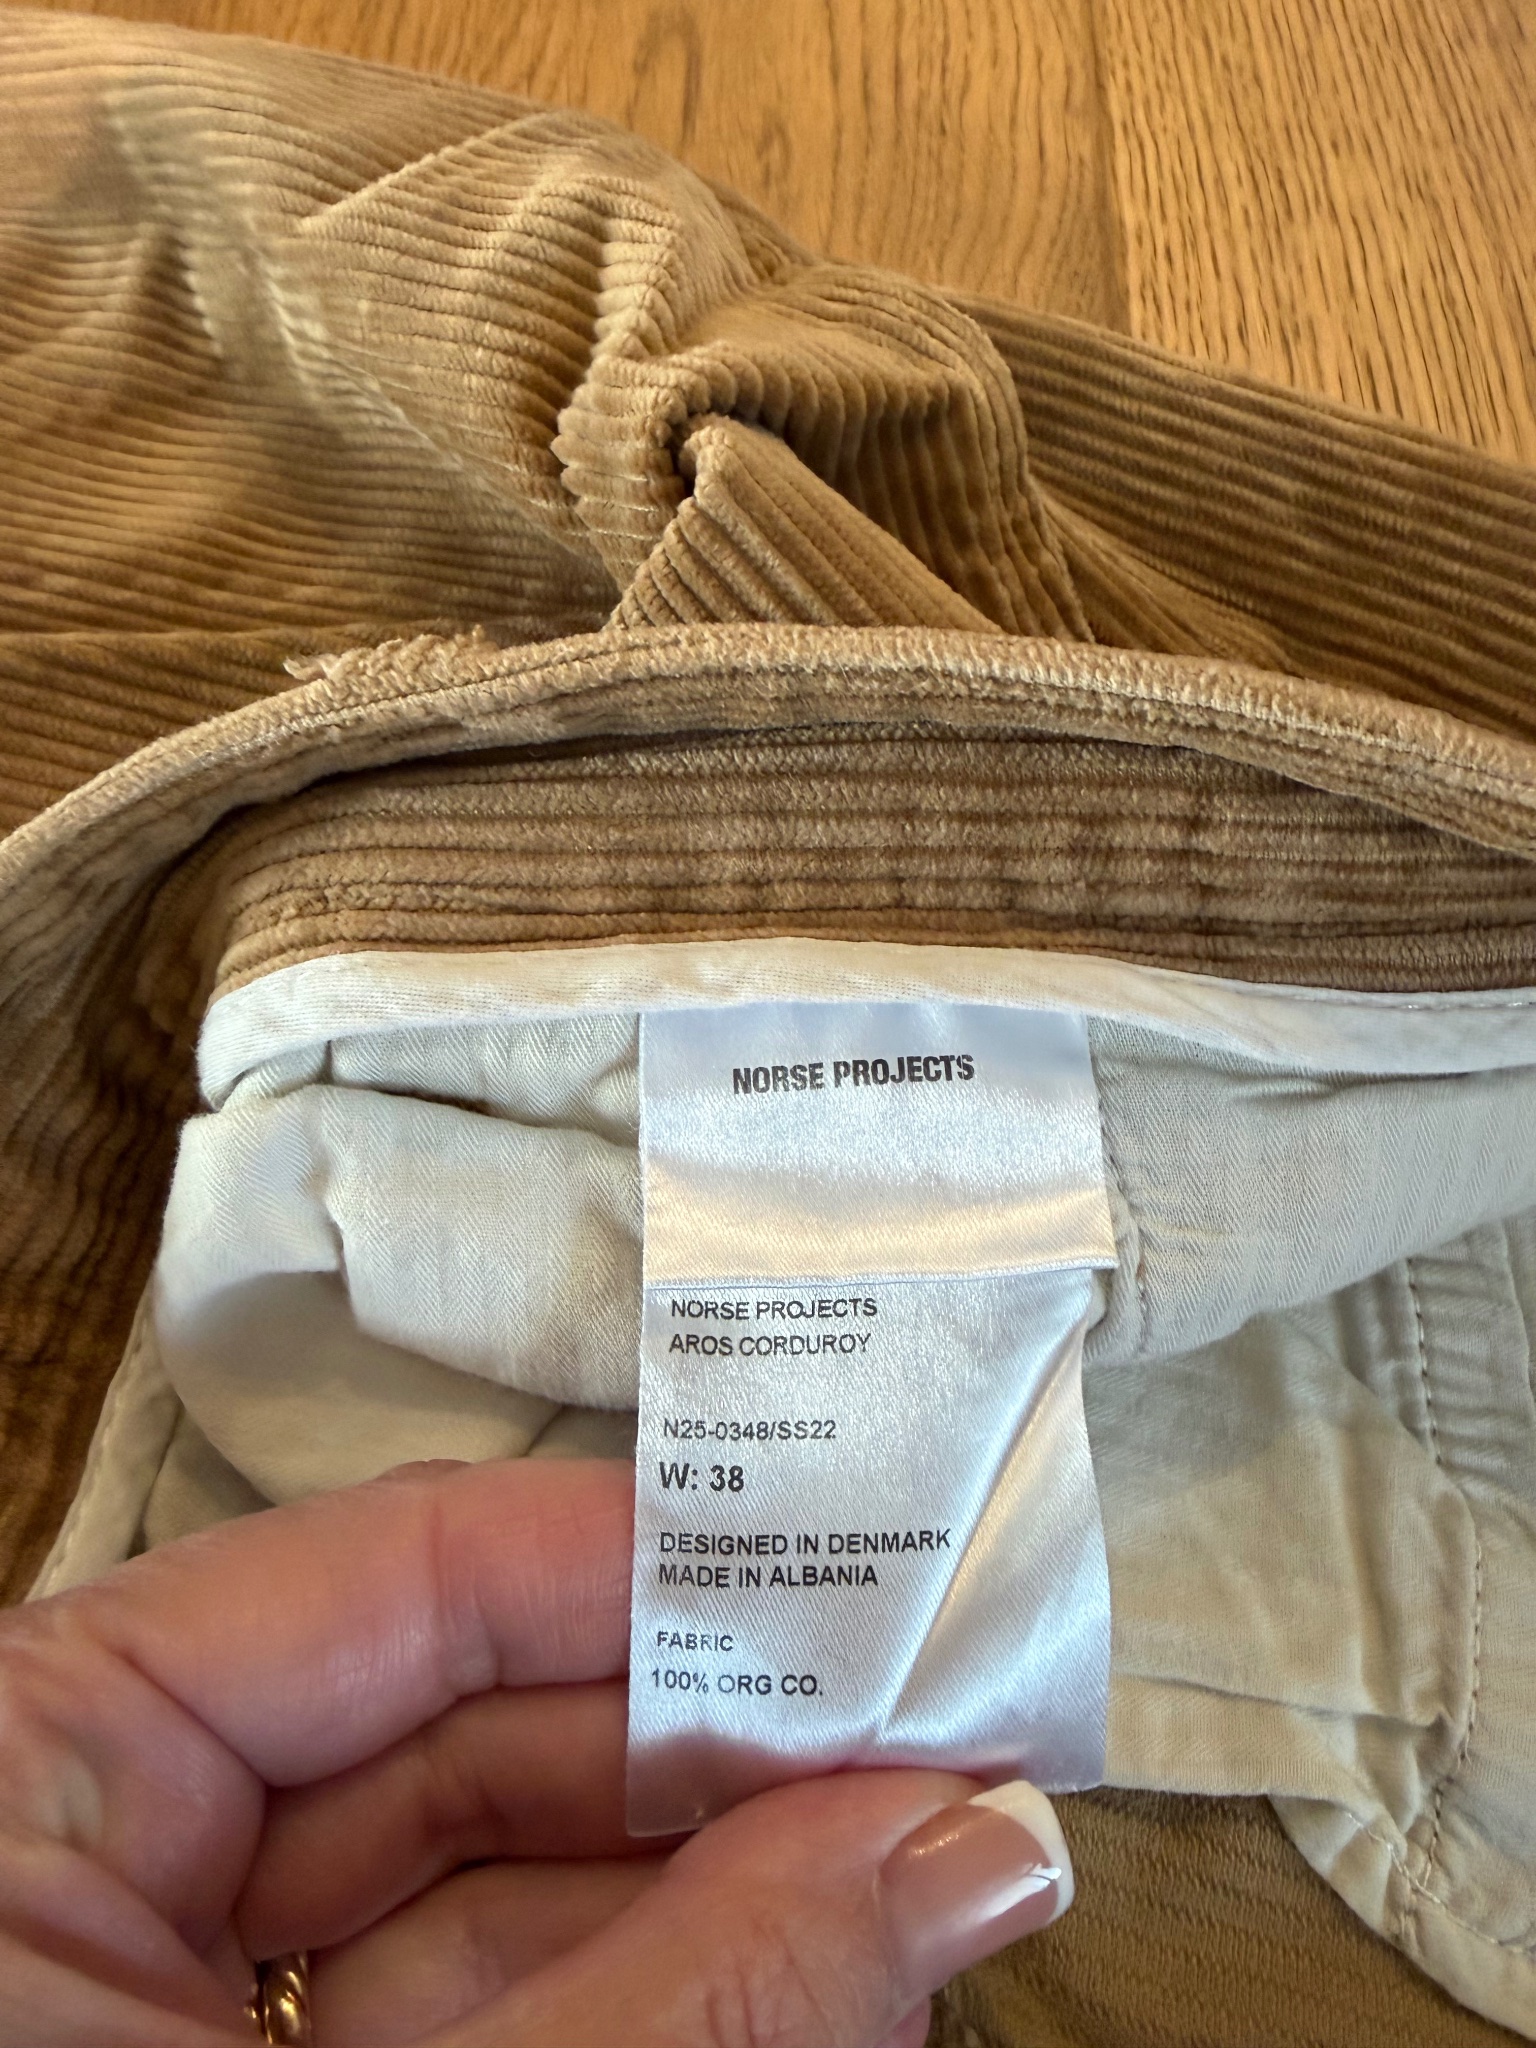 NORSE PROJECTS
NORSE PROJECTS
AROS CORDUROY
N25-0348/SS22
W: 38
DESIGNED IN DENMARK
MADE IN ALBANIA
FABRIC
100% ORG CO.